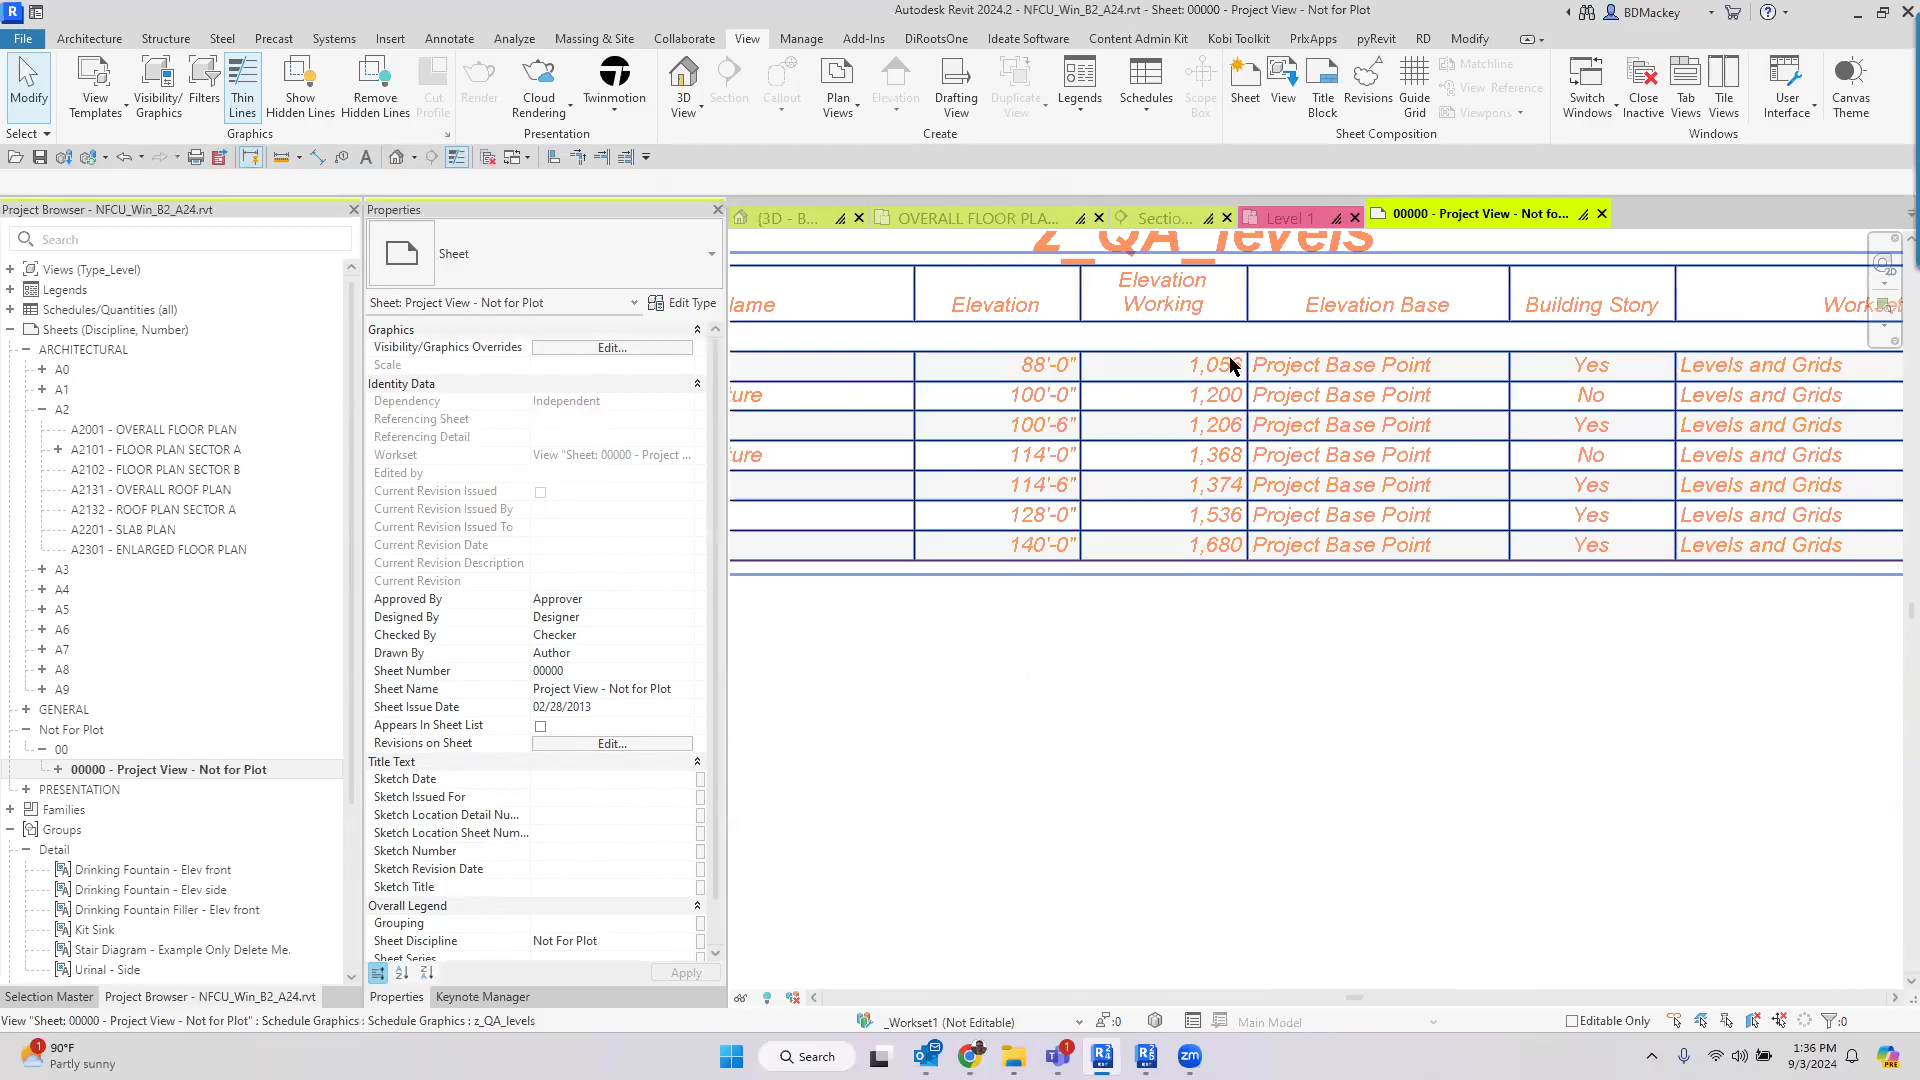 Autodesk Revit 2024.2 - NFCU_Win_B2_A24.rvt - Sheet: 00000 - Project View - Not for Plot
BDMackey
File Architecture Structure Steel Precast Systems Insert Annotate Analyze Massing & Site Collaborate View Manage Add-Ins DiRootsOne Ideate Software Content Admin Kit Kobi Toolkit PrlxApps pyRevit RD Modify
Modify
View Templates
Visibility/ Graphics
Filters
Thin Lines
Show Hidden Lines
Remove Hidden Lines
Cut Profile
Render
Cloud Rendering
Twinmotion
3D View
Section
Callout
Plan Views
Elevation
Drafting View
Duplicate View
Legends
Schedules
Scope Box
Sheet
View
Title Block
Revisions
Guide Grid
Matchline
View Reference
Viewports
Switch Windows
Close Inactive
Tab Views
Tile Views
User Interface
Canvas Theme
Select Graphics Presentation Create Sheet Composition Windows
Project Browser - NFCU_Win_B2_A24.rvt
Search
Views (Type_Level)
Legends
Schedules/Quantities (all)
Sheets (Discipline, Number)
ARCHITECTURAL
A0
A1
A2
A2001 - OVERALL FLOOR PLAN
A2101 - FLOOR PLAN SECTOR A
A2102 - FLOOR PLAN SECTOR B
A2131 - OVERALL ROOF PLAN
A2132 - ROOF PLAN SECTOR A
A2201 - SLAB PLAN
A2301 - ENLARGED FLOOR PLAN
A3
A4
A5
A6
A7
A8
A9
GENERAL
Not For Plot
00
00000 - Project View - Not for Plot
PRESENTATION
Families
Groups
Detail
Drinking Fountain - Elev front
Drinking Fountain - Elev side
Drinking Fountain Filler - Elev front
Kit Sink
Stair Diagram - Example Only Delete Me.
Urinal - Side
Selection Master Project Browser - NFCU_Win_B2_A24.rvt
Properties
Sheet
Sheet: Project View - Not for Plot Edit Type
Graphics
Visibility/Graphics Overrides Edit...
Scale
Identity Data
Dependency Independent
Referencing Sheet
Referencing Detail
Workset View "Sheet: 00000 - Project ...
Edited by
Current Revision Issued
Current Revision Issued By
Current Revision Issued To
Current Revision Date
Current Revision Description
Current Revision
Approved By Approver
Designed By Designer
Checked By Checker
Drawn By Author
Sheet Number 00000
Sheet Name Project View - Not for Plot
Sheet Issue Date 02/28/2013
Appears In Sheet List
Revisions on Sheet Edit...
Title Text
Sketch Date
Sketch Issued For
Sketch Location Detail Nu...
Sketch Location Sheet Num...
Sketch Number
Sketch Revision Date
Sketch Title
Overall Legend
Grouping
Sheet Discipline Not For Plot
Sheet Series
Apply
Properties Keynote Manager
{3D - B... OVERALL FLOOR PLA... Sectio... Level 1 00000 - Project View - Not fo...
z_QA_levels
lame Elevation Elevation Working Elevation Base Building Story Workset
88'-0" 1,056 Project Base Point Yes Levels and Grids
ture 100'-0" 1,200 Project Base Point No Levels and Grids
100'-6" 1,206 Project Base Point Yes Levels and Grids
ture 114'-0" 1,368 Project Base Point No Levels and Grids
114'-6" 1,374 Project Base Point Yes Levels and Grids
128'-0" 1,536 Project Base Point Yes Levels and Grids
140'-0" 1,680 Project Base Point Yes Levels and Grids
View "Sheet: 00000 - Project View - Not for Plot" : Schedule Graphics : Schedule Graphics : z_QA_levels
_Workset1 (Not Editable)
:0
Main Model
Editable Only
:0
1
90°F
Partly sunny
Search
1
1:36 PM
9/3/2024